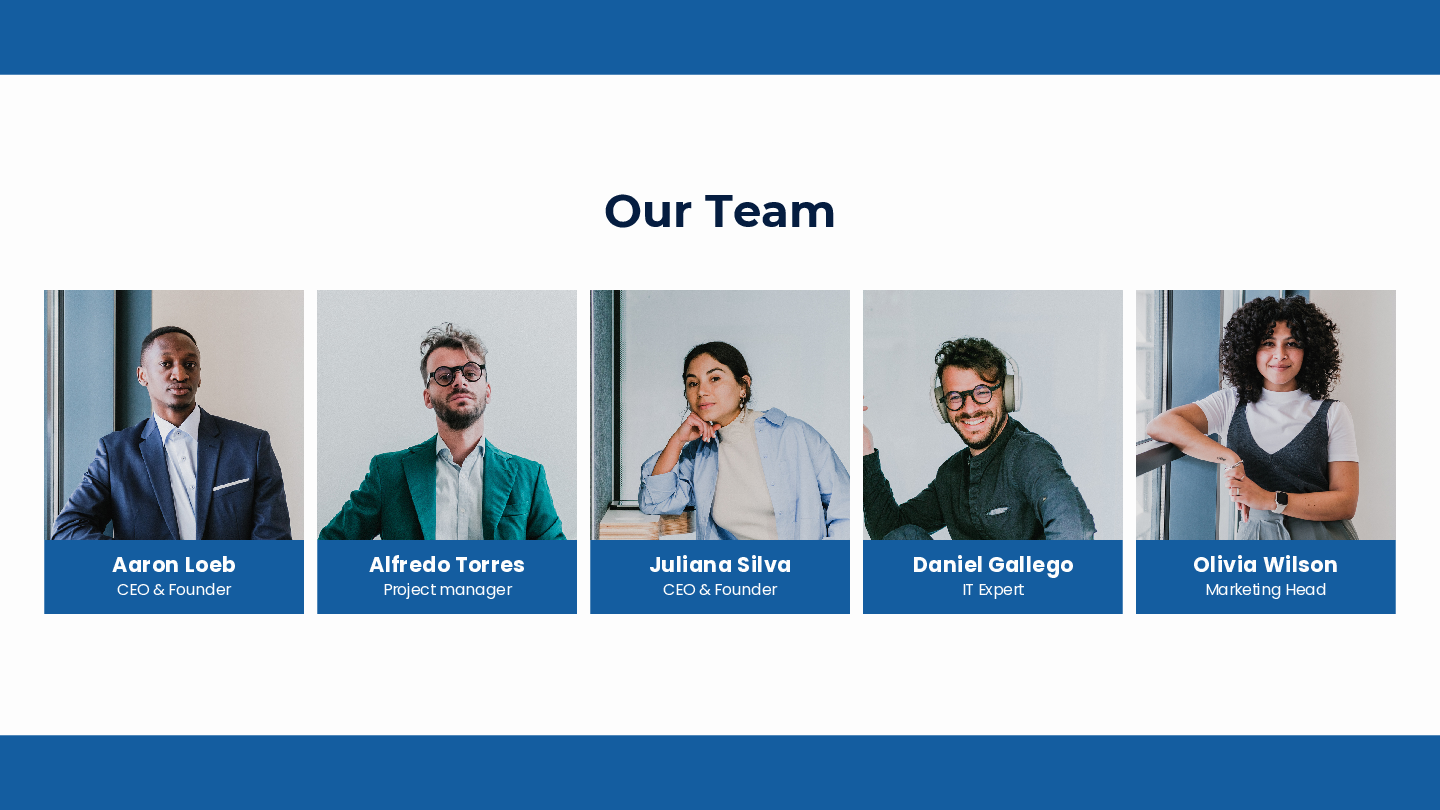 Our Team
Aaron Loeb
CEO & Founder
Alfredo Torres
Project manager
Juliana Silva
CEO & Founder
Daniel Gallego
IT Expert
Olivia Wilson
Marketing Head